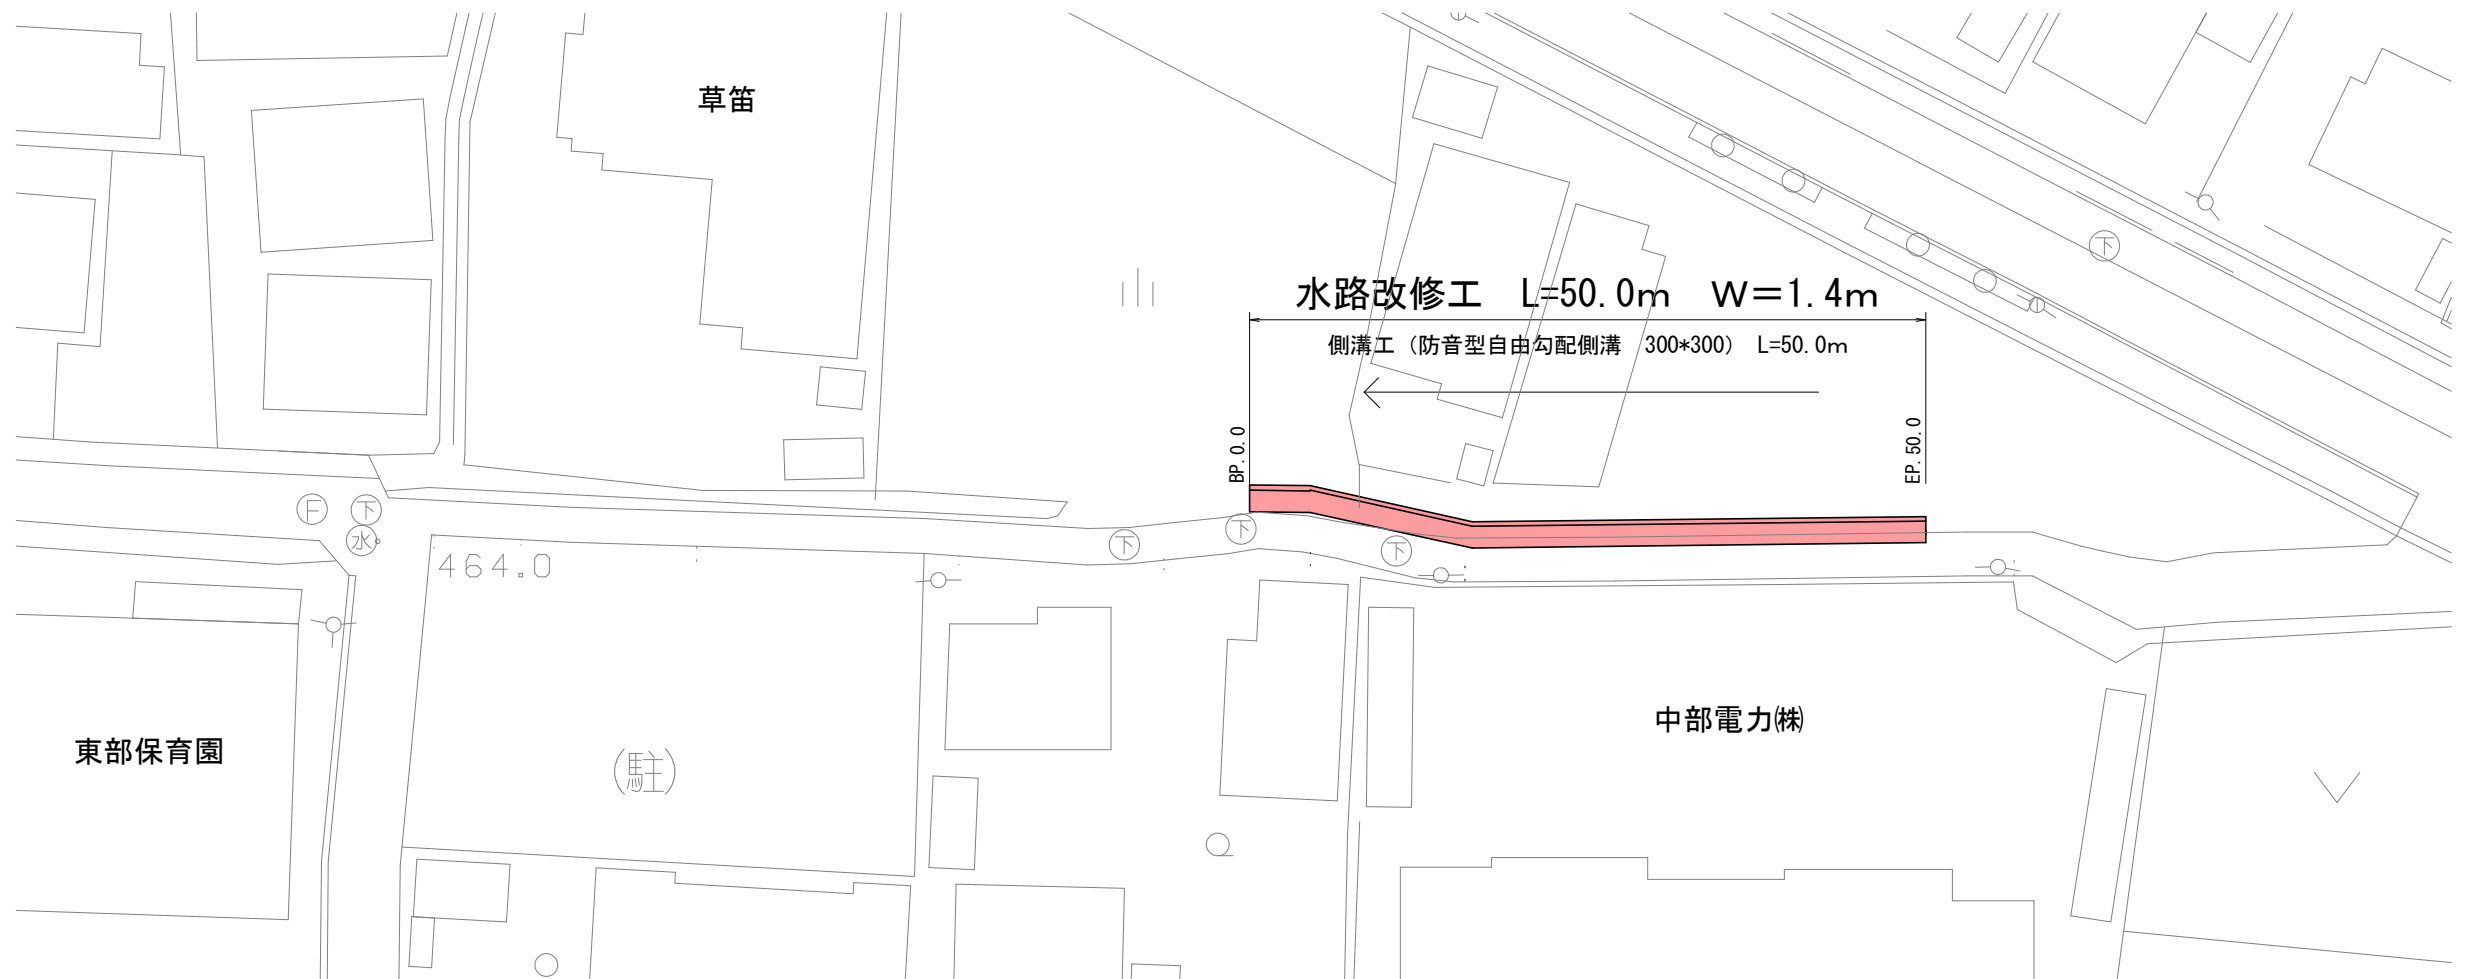 草笛
下
水路改修工　L=50.0m　W＝1.4m
側溝工（防音型自由勾配側溝　300*300）　L=50.0m
BP.0.0
EP.50.0
下
水
下
下
下
464.0
中部電力㈱
東部保育園
(駐)